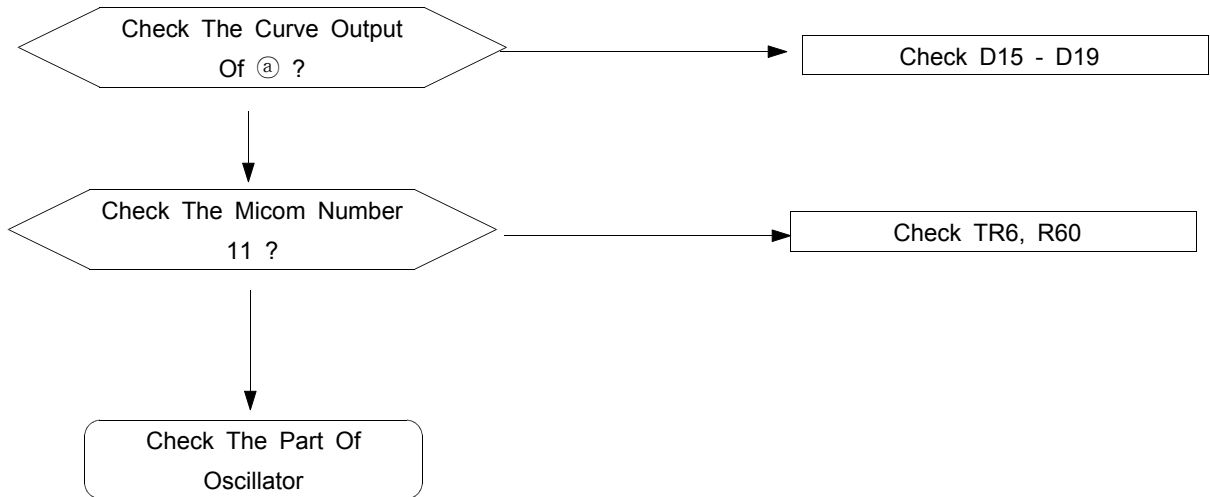 Check The Curve Output
Of ⓐ ?
Check D15 - D19
Check The Micom Number
11 ?
Check TR6, R60
Check The Part Of
Oscillator